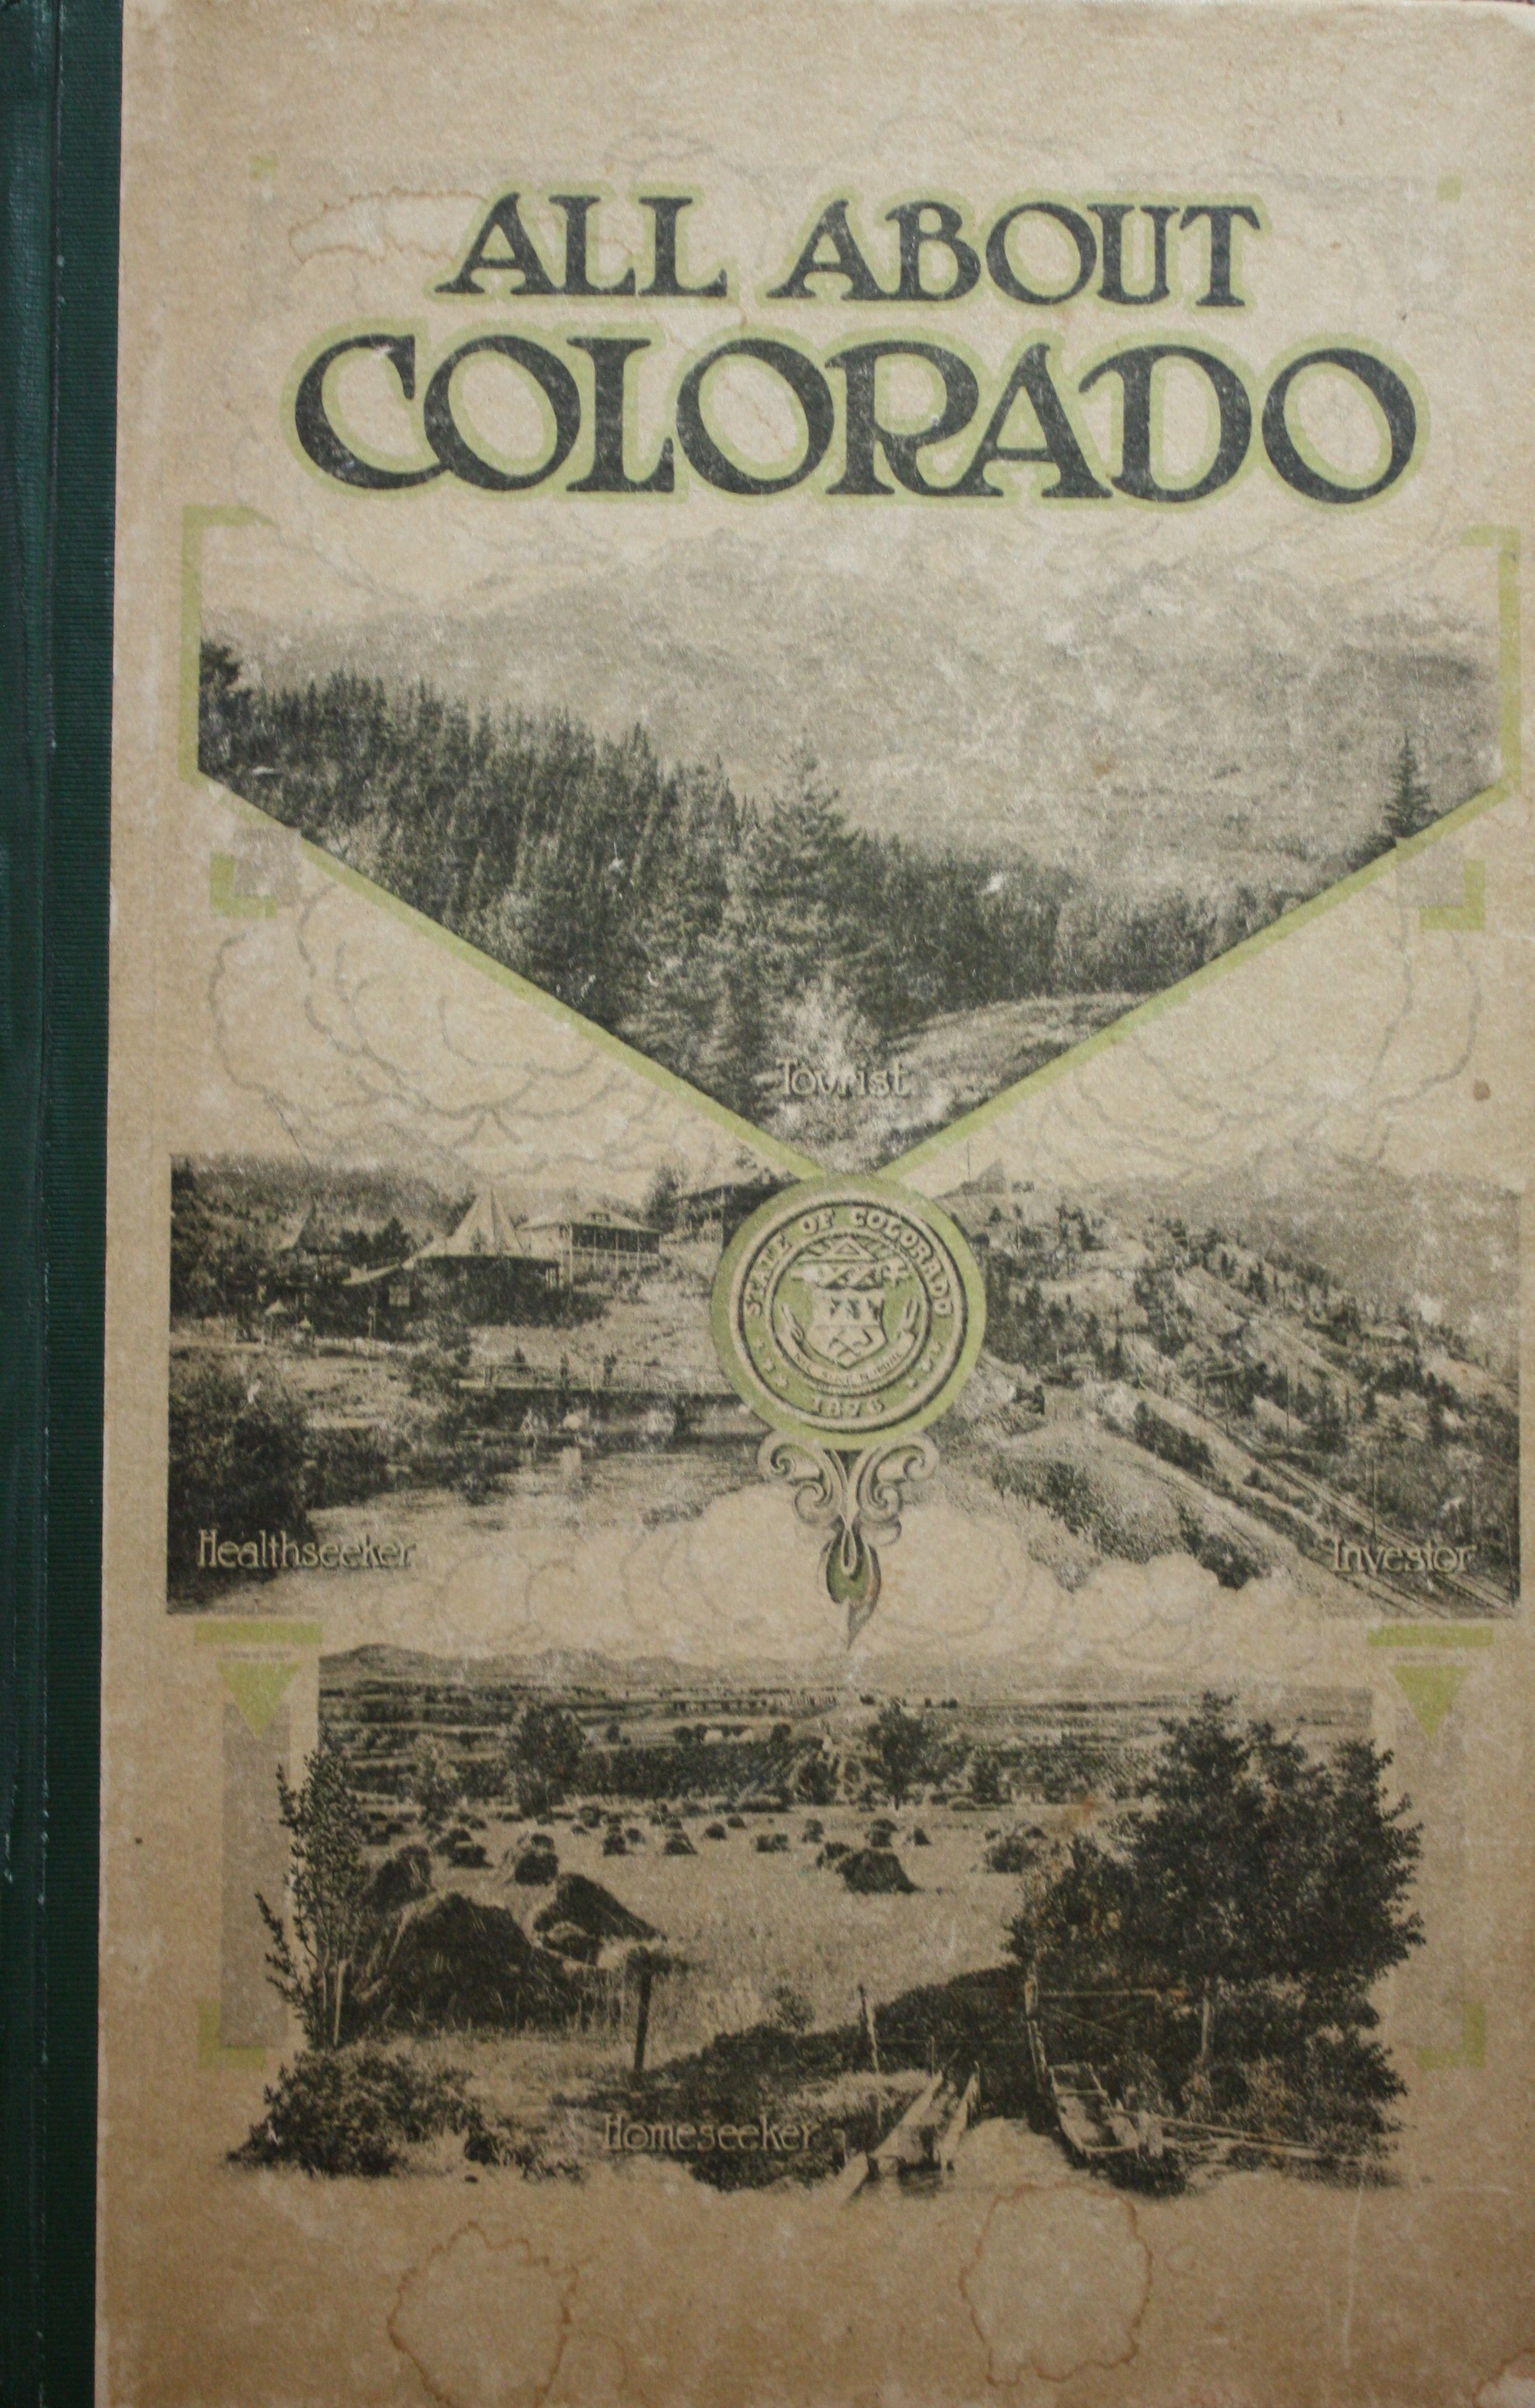 ALL ABOUT
COLORADO
Tourist
STATE OF COLORADO
1876
Healthseeker
Investor
Homeseeker